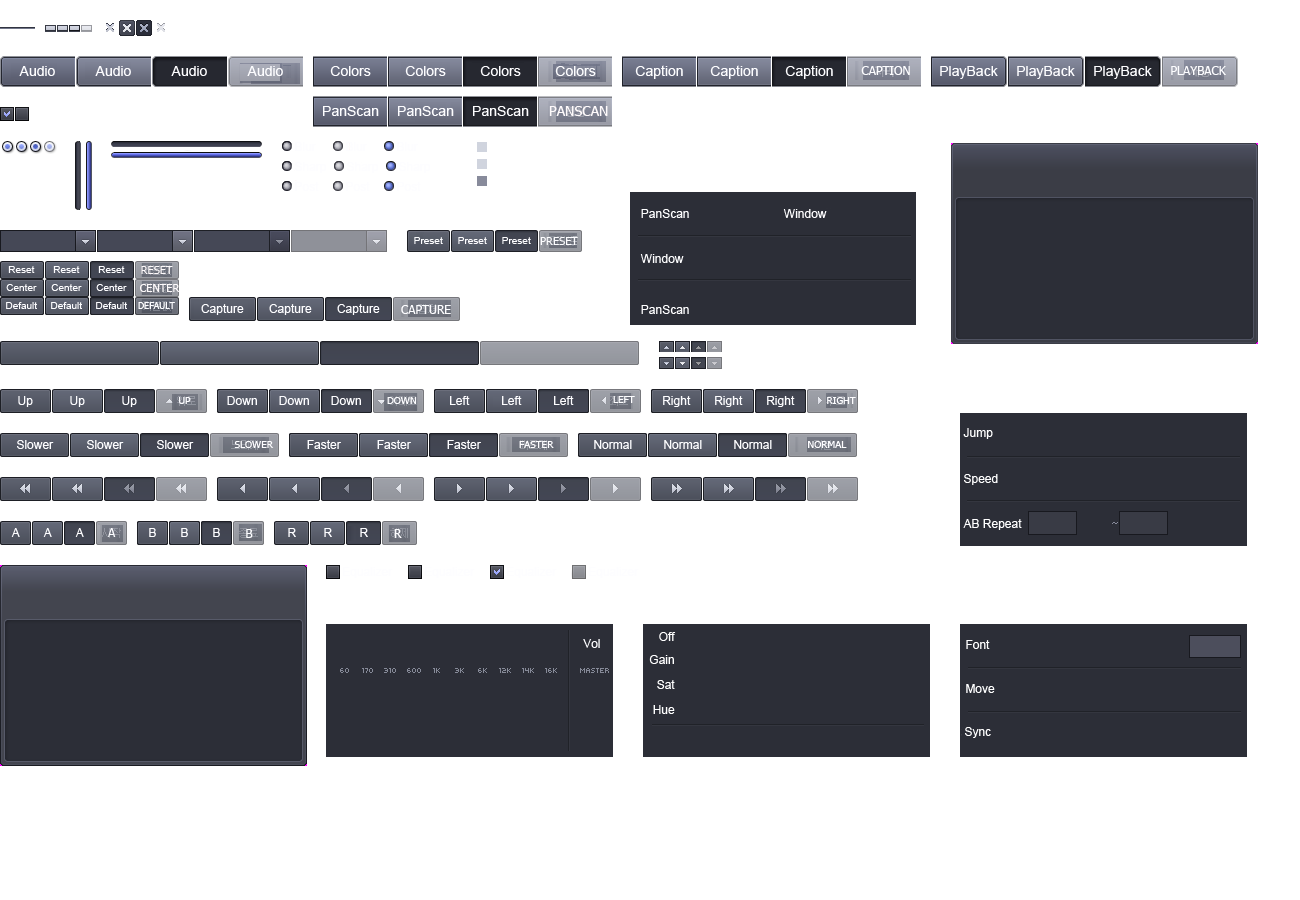 Audio Audio Audio Audio Colors Colors Colors Colors Caption Caption Caption CAPTION PlayBack PlayBack PlayBack PLAYBACK
PanScan PanScan PanScan PANSCAN
PanScan Window
Window
PanScan
Preset Preset Preset PRESET
Reset Reset Reset RESET
Center Center Center CENTER
Default Default Default DEFAULT
Capture Capture Capture CAPTURE
Up Up Up UP Down Down Down DOWN Left Left Left LEFT Right Right Right RIGHT
Slower Slower Slower SLOWER Faster Faster Faster FASTER Normal Normal Normal NORMAL
Jump
Speed
AB Repeat ~
A A A A B B B B R R R R
Vol
60 170 310 600 1K 3K 6K 12K 14K 16K MASTER
Off
Gain
Sat
Hue
Font
Move
Sync